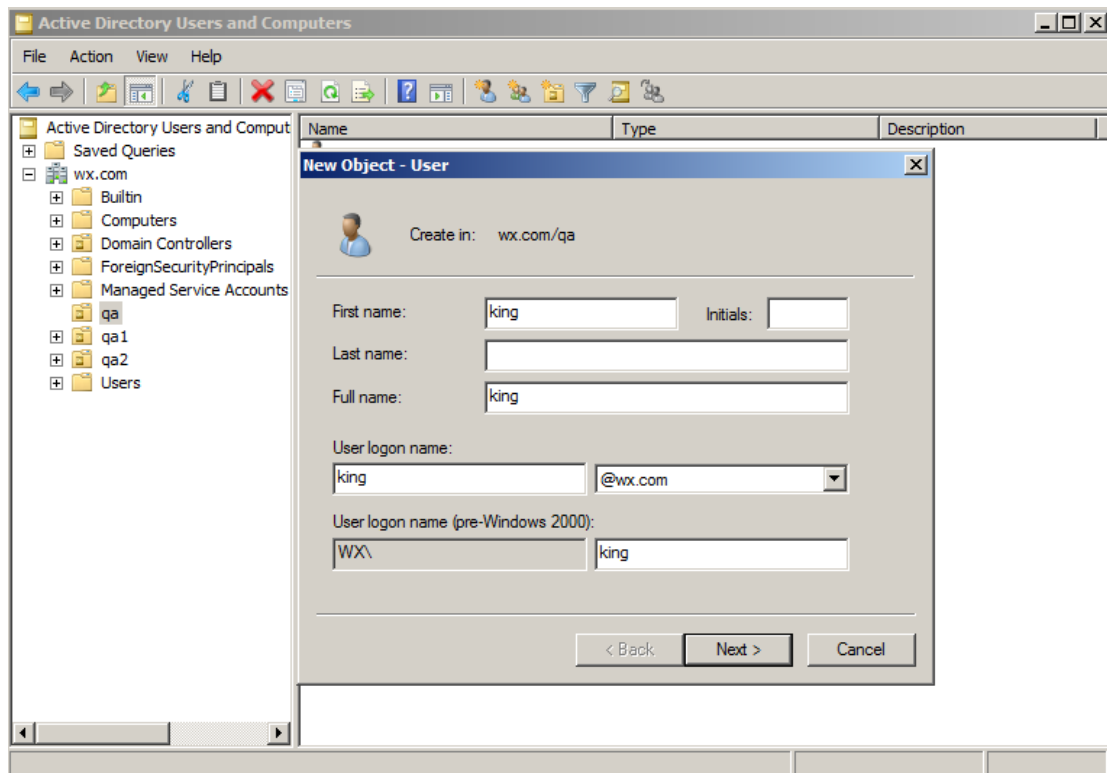 Active Directory Users and Computers
File Action View Help
Active Directory Users and Comput
Name Type Description
Saved Queries
wx.com
Builtin
Computers
Domain Controllers
ForeignSecurityPrincipals
Managed Service Accounts
qa
qa1
qa2
Users
New Object - User
Create in: wx.com/qa
First name: king Initials:
Last name:
Full name: king
User logon name:
king @wx.com
User logon name (pre-Windows 2000):
WX\ king
< Back Next > Cancel